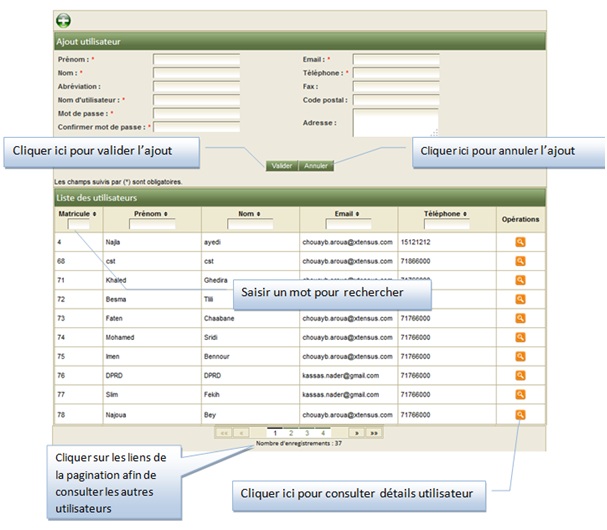 Ajout utilisateur
Prénom : *
Email : *
Nom : *
Téléphone : *
Abréviation :
Fax :
Nom d'utilisateur : *
Code postal :
Mot de passe : *
Adresse :
Confirmer mot de passe : *
Cliquer ici pour valider l'ajout
Cliquer ici pour annuler l'ajout
Valider Annuler
Les champs suivis par (*) sont obligatoires.
Liste des utilisateurs
Matricule Prénom Nom Email Téléphone Opérations
4 Najla ayedi chouayb.aroua@xtensus.com 15121212
68 cst cst chouayb.aroua@xtensus.com 71866000
71 Khaled Ghedira
Saisir un mot pour rechercher
72 Besma Tlili
73 Faten Chaabane chouayb.aroua@xtensus.com 71766000
74 Mohamed Sridi chouayb.aroua@xtensus.com 71766000
75 Imen Bennour chouayb.aroua@xtensus.com 71766000
76 DPRD DPRD kassas.nader@gmail.com 71766000
77 Slim Fekih kassas.nader@gmail.com 71766000
78 Najoua Bey chouayb.aroua@xtensus.com 71766000
«« « 1 2 3 4 » »»
Nombre d'enregistrements : 37
Cliquer sur les liens de
la pagination afin de
consulter les autres
utilisateurs
Cliquer ici pour consulter détails utilisateur